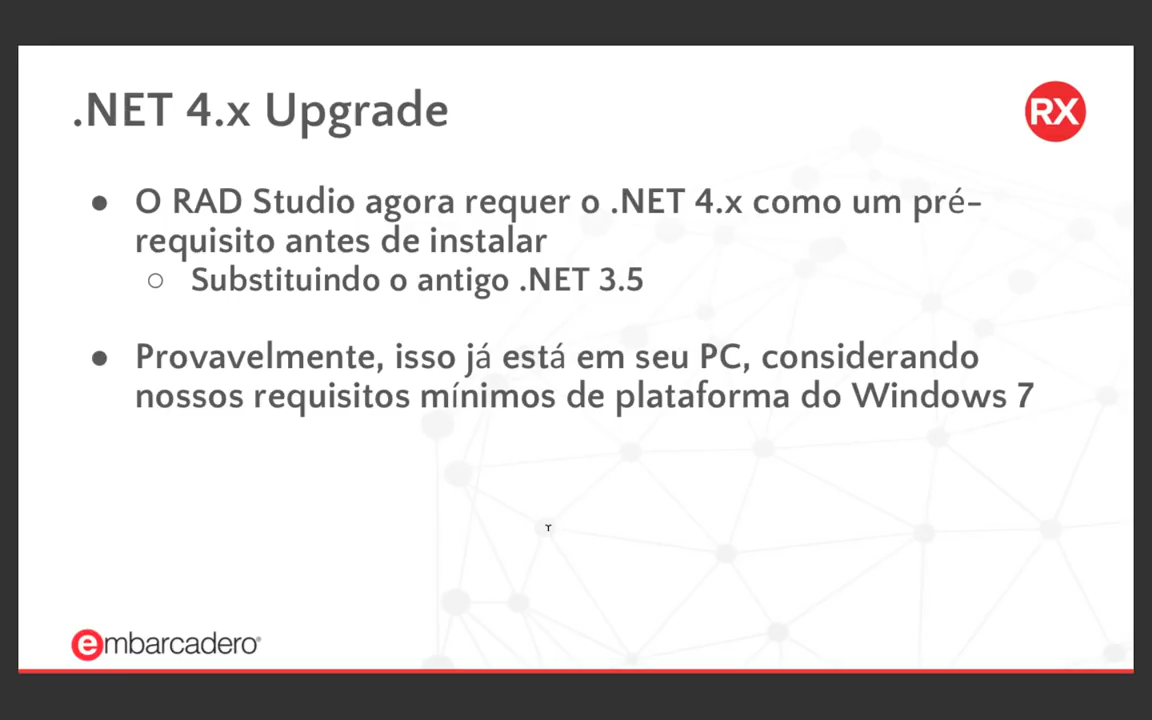 .NET 4.x Upgrade
RX
● O RAD Studio agora requer o .NET 4.x como um pré-
requisito antes de instalar
○ Substituindo o antigo .NET 3.5
● Provavelmente, isso já está em seu PC, considerando
nossos requisitos mínimos de plataforma do Windows 7
embarcadero®